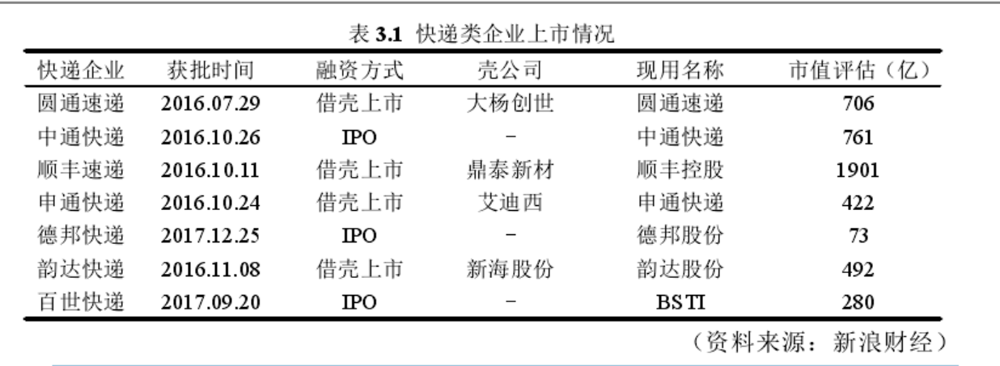 表 3.1 快递类企业上市情况
快递企业 获批时间 融资方式 壳公司 现用名称 市值评估（亿）
圆通速递 2016.07.29 借壳上市 大杨创世 圆通速递 706
中通快递 2016.10.26 IPO - 中通快递 761
顺丰速递 2016.10.11 借壳上市 鼎泰新材 顺丰控股 1901
申通快递 2016.10.24 借壳上市 艾迪西 申通快递 422
德邦快递 2017.12.25 IPO - 德邦股份 73
韵达快递 2016.11.08 借壳上市 新海股份 韵达股份 492
百世快递 2017.09.20 IPO - BSTI 280
（资料来源：新浪财经）